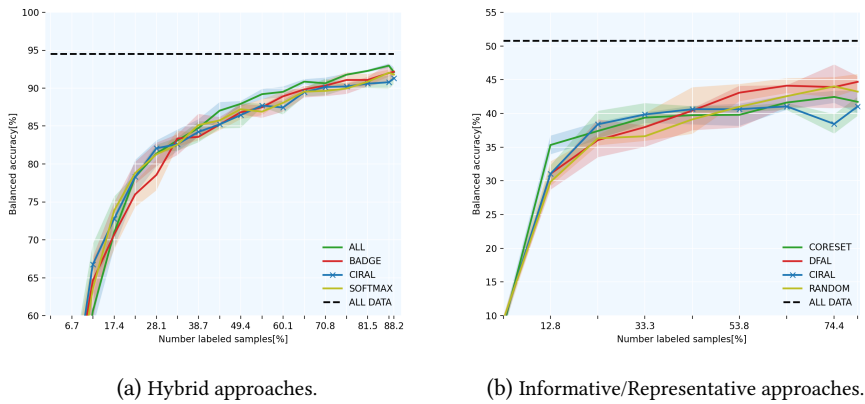 100
95
90
85
80
75
70
65
60
Balanced accuracy[%]
6.7 17.4 28.1 38.7 49.4 60.1 70.8 81.5 88.2
Number labeled samples[%]
ALL
BADGE
CIRAL
SOFTMAX
ALL DATA
(a) Hybrid approaches.
55
50
45
40
35
30
25
20
15
10
Balanced accuracy[%]
12.8 33.3 53.8 74.4
Number labeled samples[%]
CORESET
DFAL
CIRAL
RANDOM
ALL DATA
(b) Informative/Representative approaches.